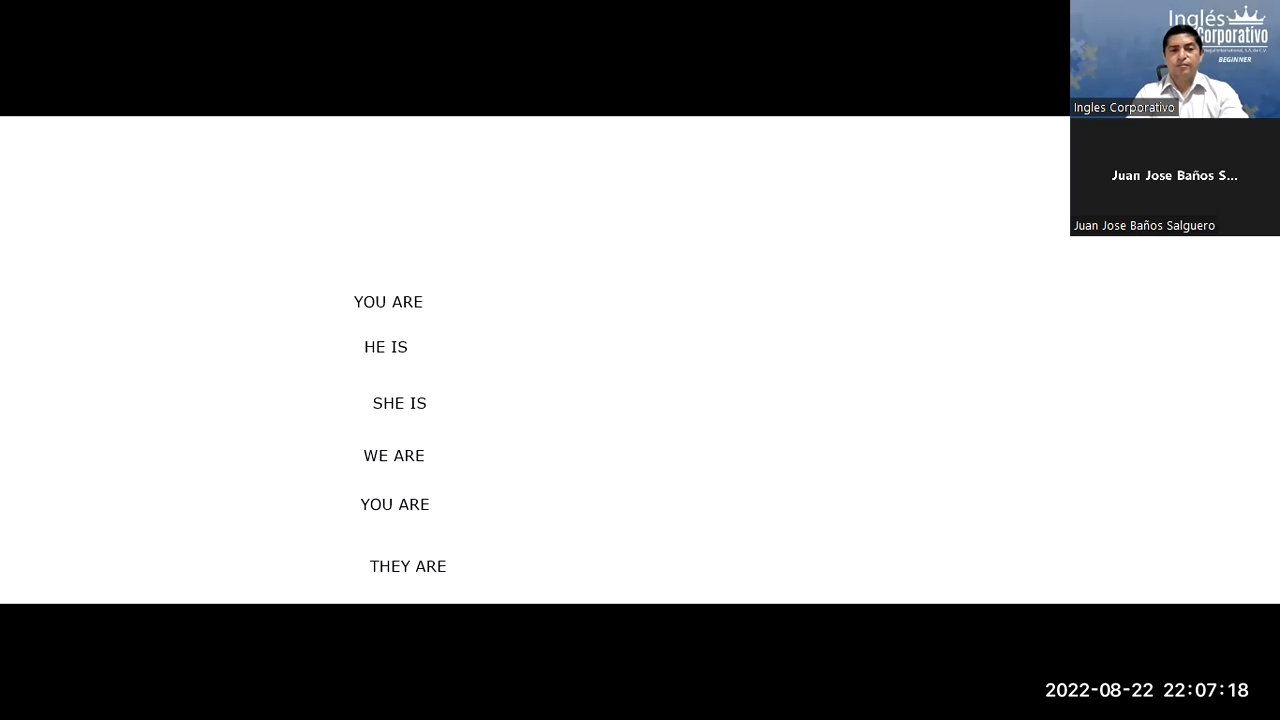 Inglés
Corporativo
BEGINNER
Ingles Corporativo
Juan Jose Baños S...
Juan Jose Baños Salguero
YOU ARE
HE IS
SHE IS
WE ARE
YOU ARE
THEY ARE
2022-08-22 22:07:18